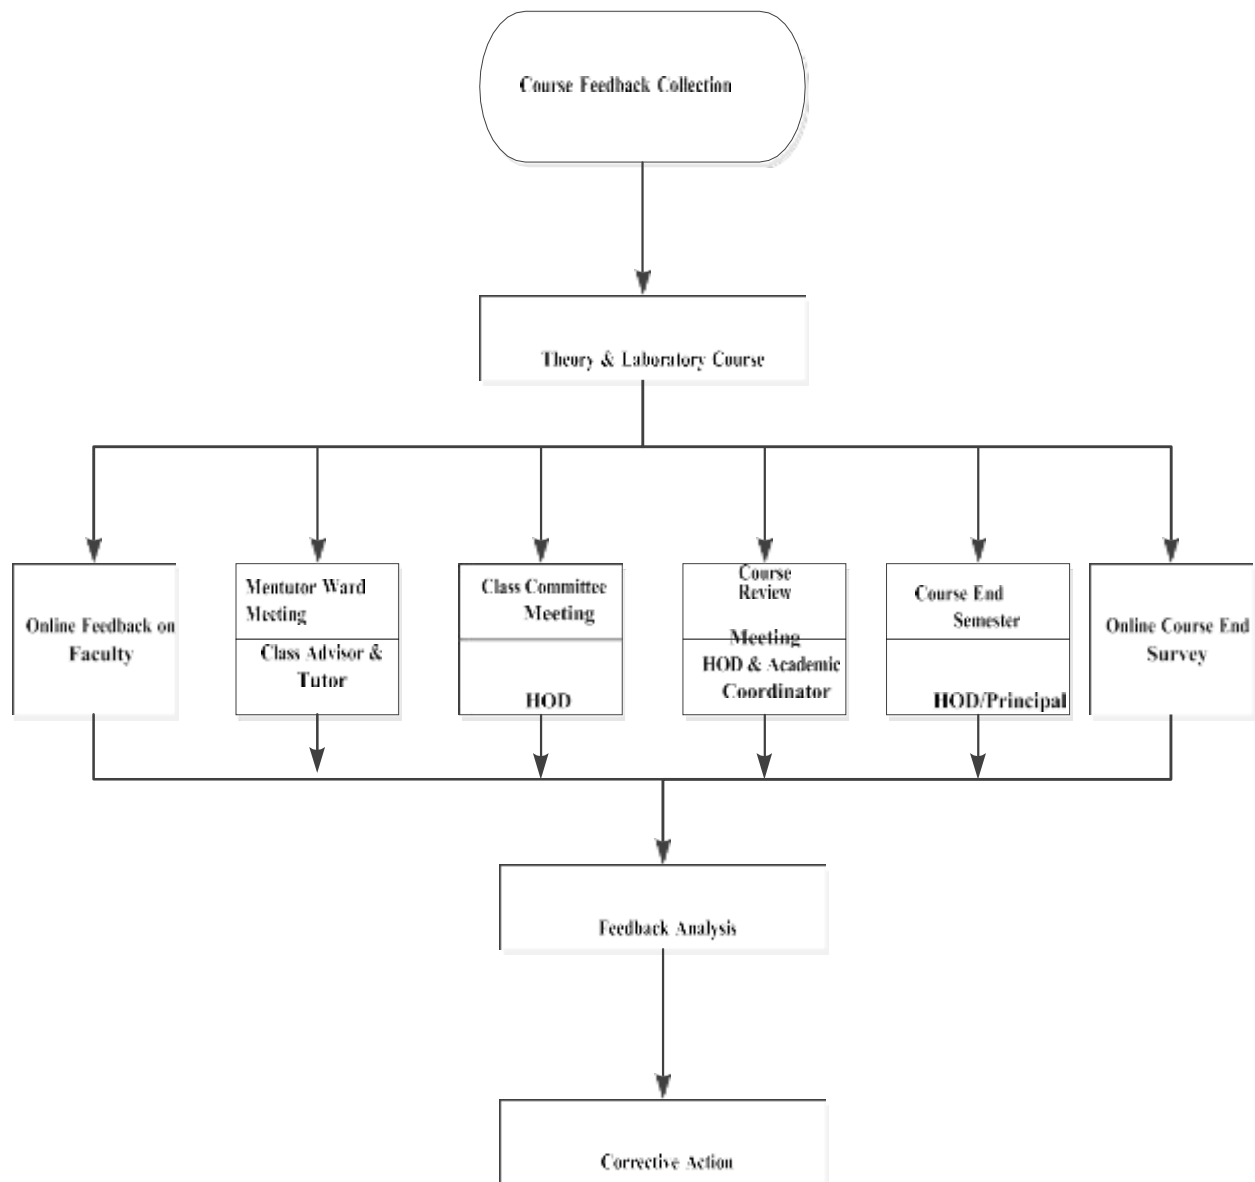 Course Feedback Collection
Theory & Laboratory Course
Online Feedback on
Faculty
Mentutor Ward
Meeting
Class Advisor &
Tutor
Class Committee
Meeting
HOD
Course
Review
Meeting
HOD & Academic
Coordinator
Course End
Semester
HOD/Principal
Online Course End
Survey
Feedback Analysis
Corrective Action